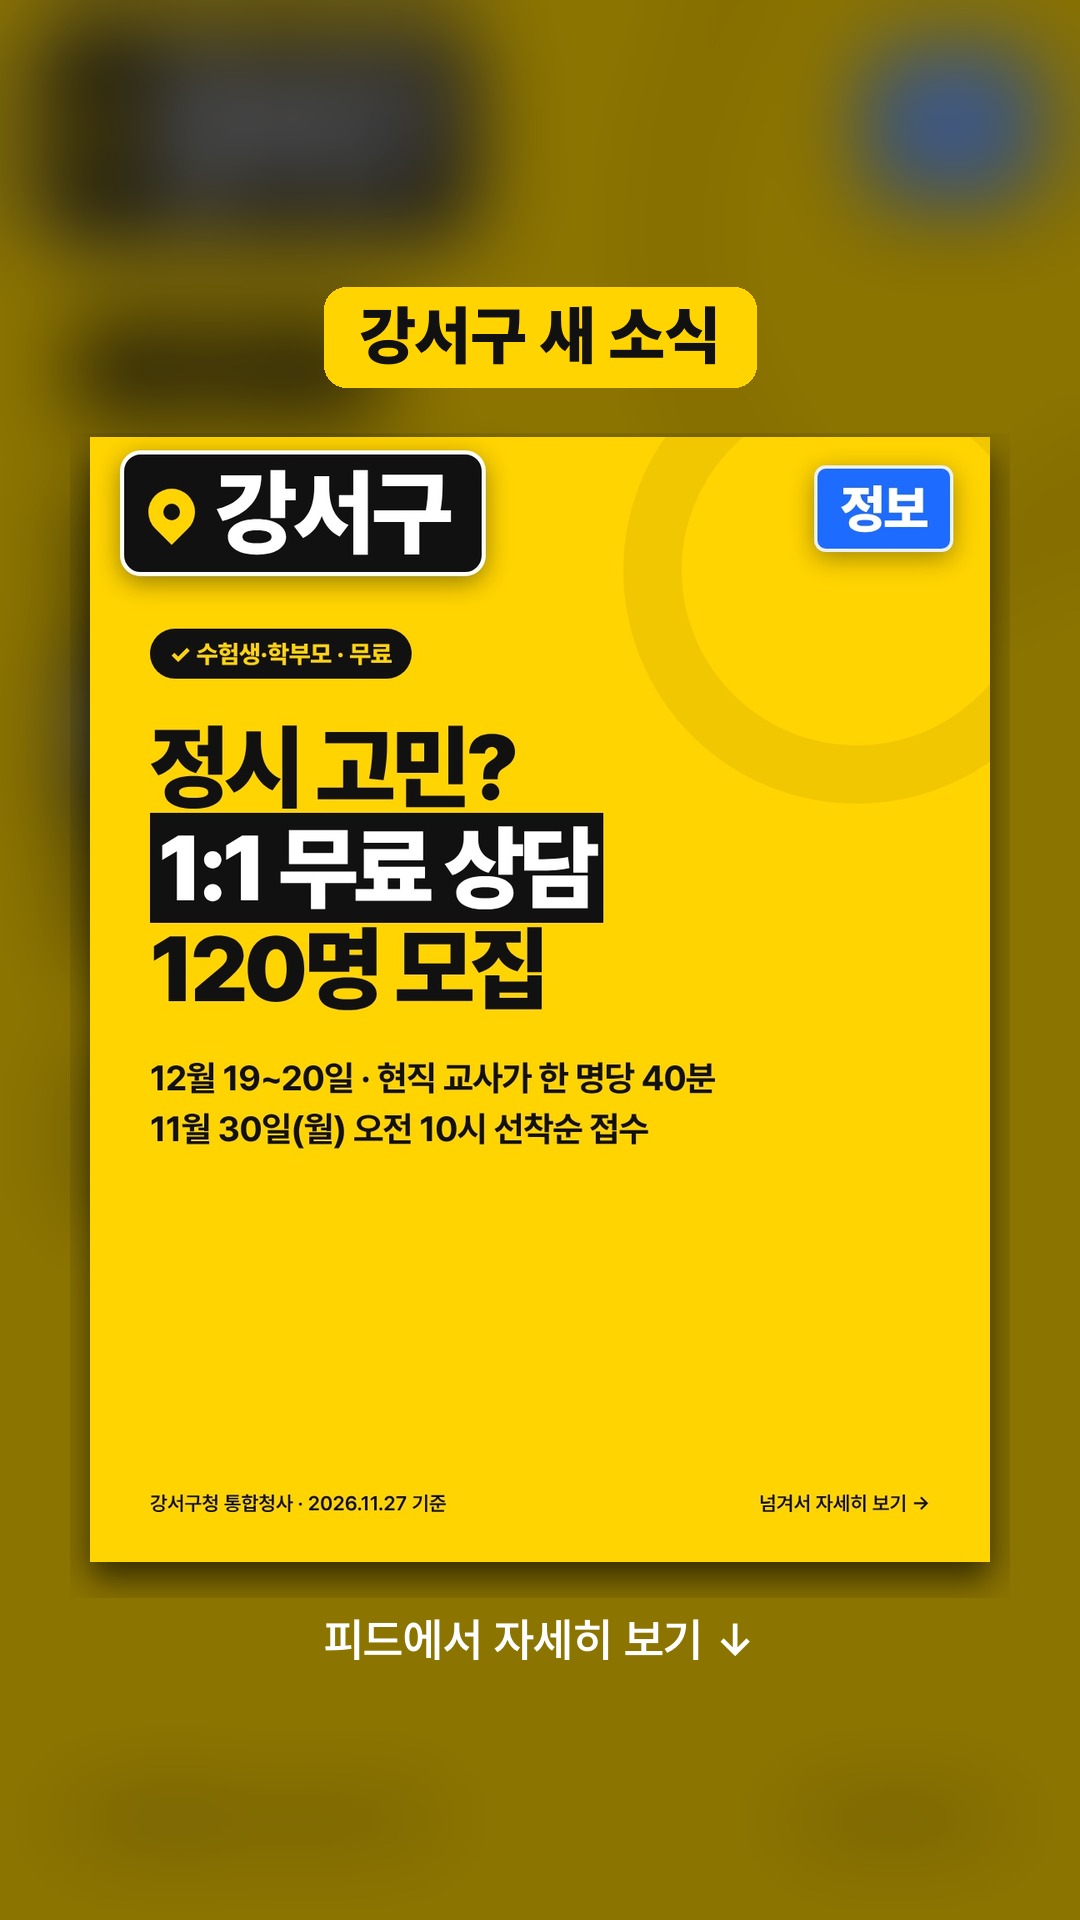 강서구 새 소식
강서구
정보
✓ 수험생·학부모 · 무료
정시 고민?
1:1 무료 상담
120명 모집
12월 19~20일 · 현직 교사가 한 명당 40분
11월 30일(월) 오전 10시 선착순 접수
강서구청 통합청사 · 2026.11.27 기준
넘겨서 자세히 보기 →
피드에서 자세히 보기 ↓